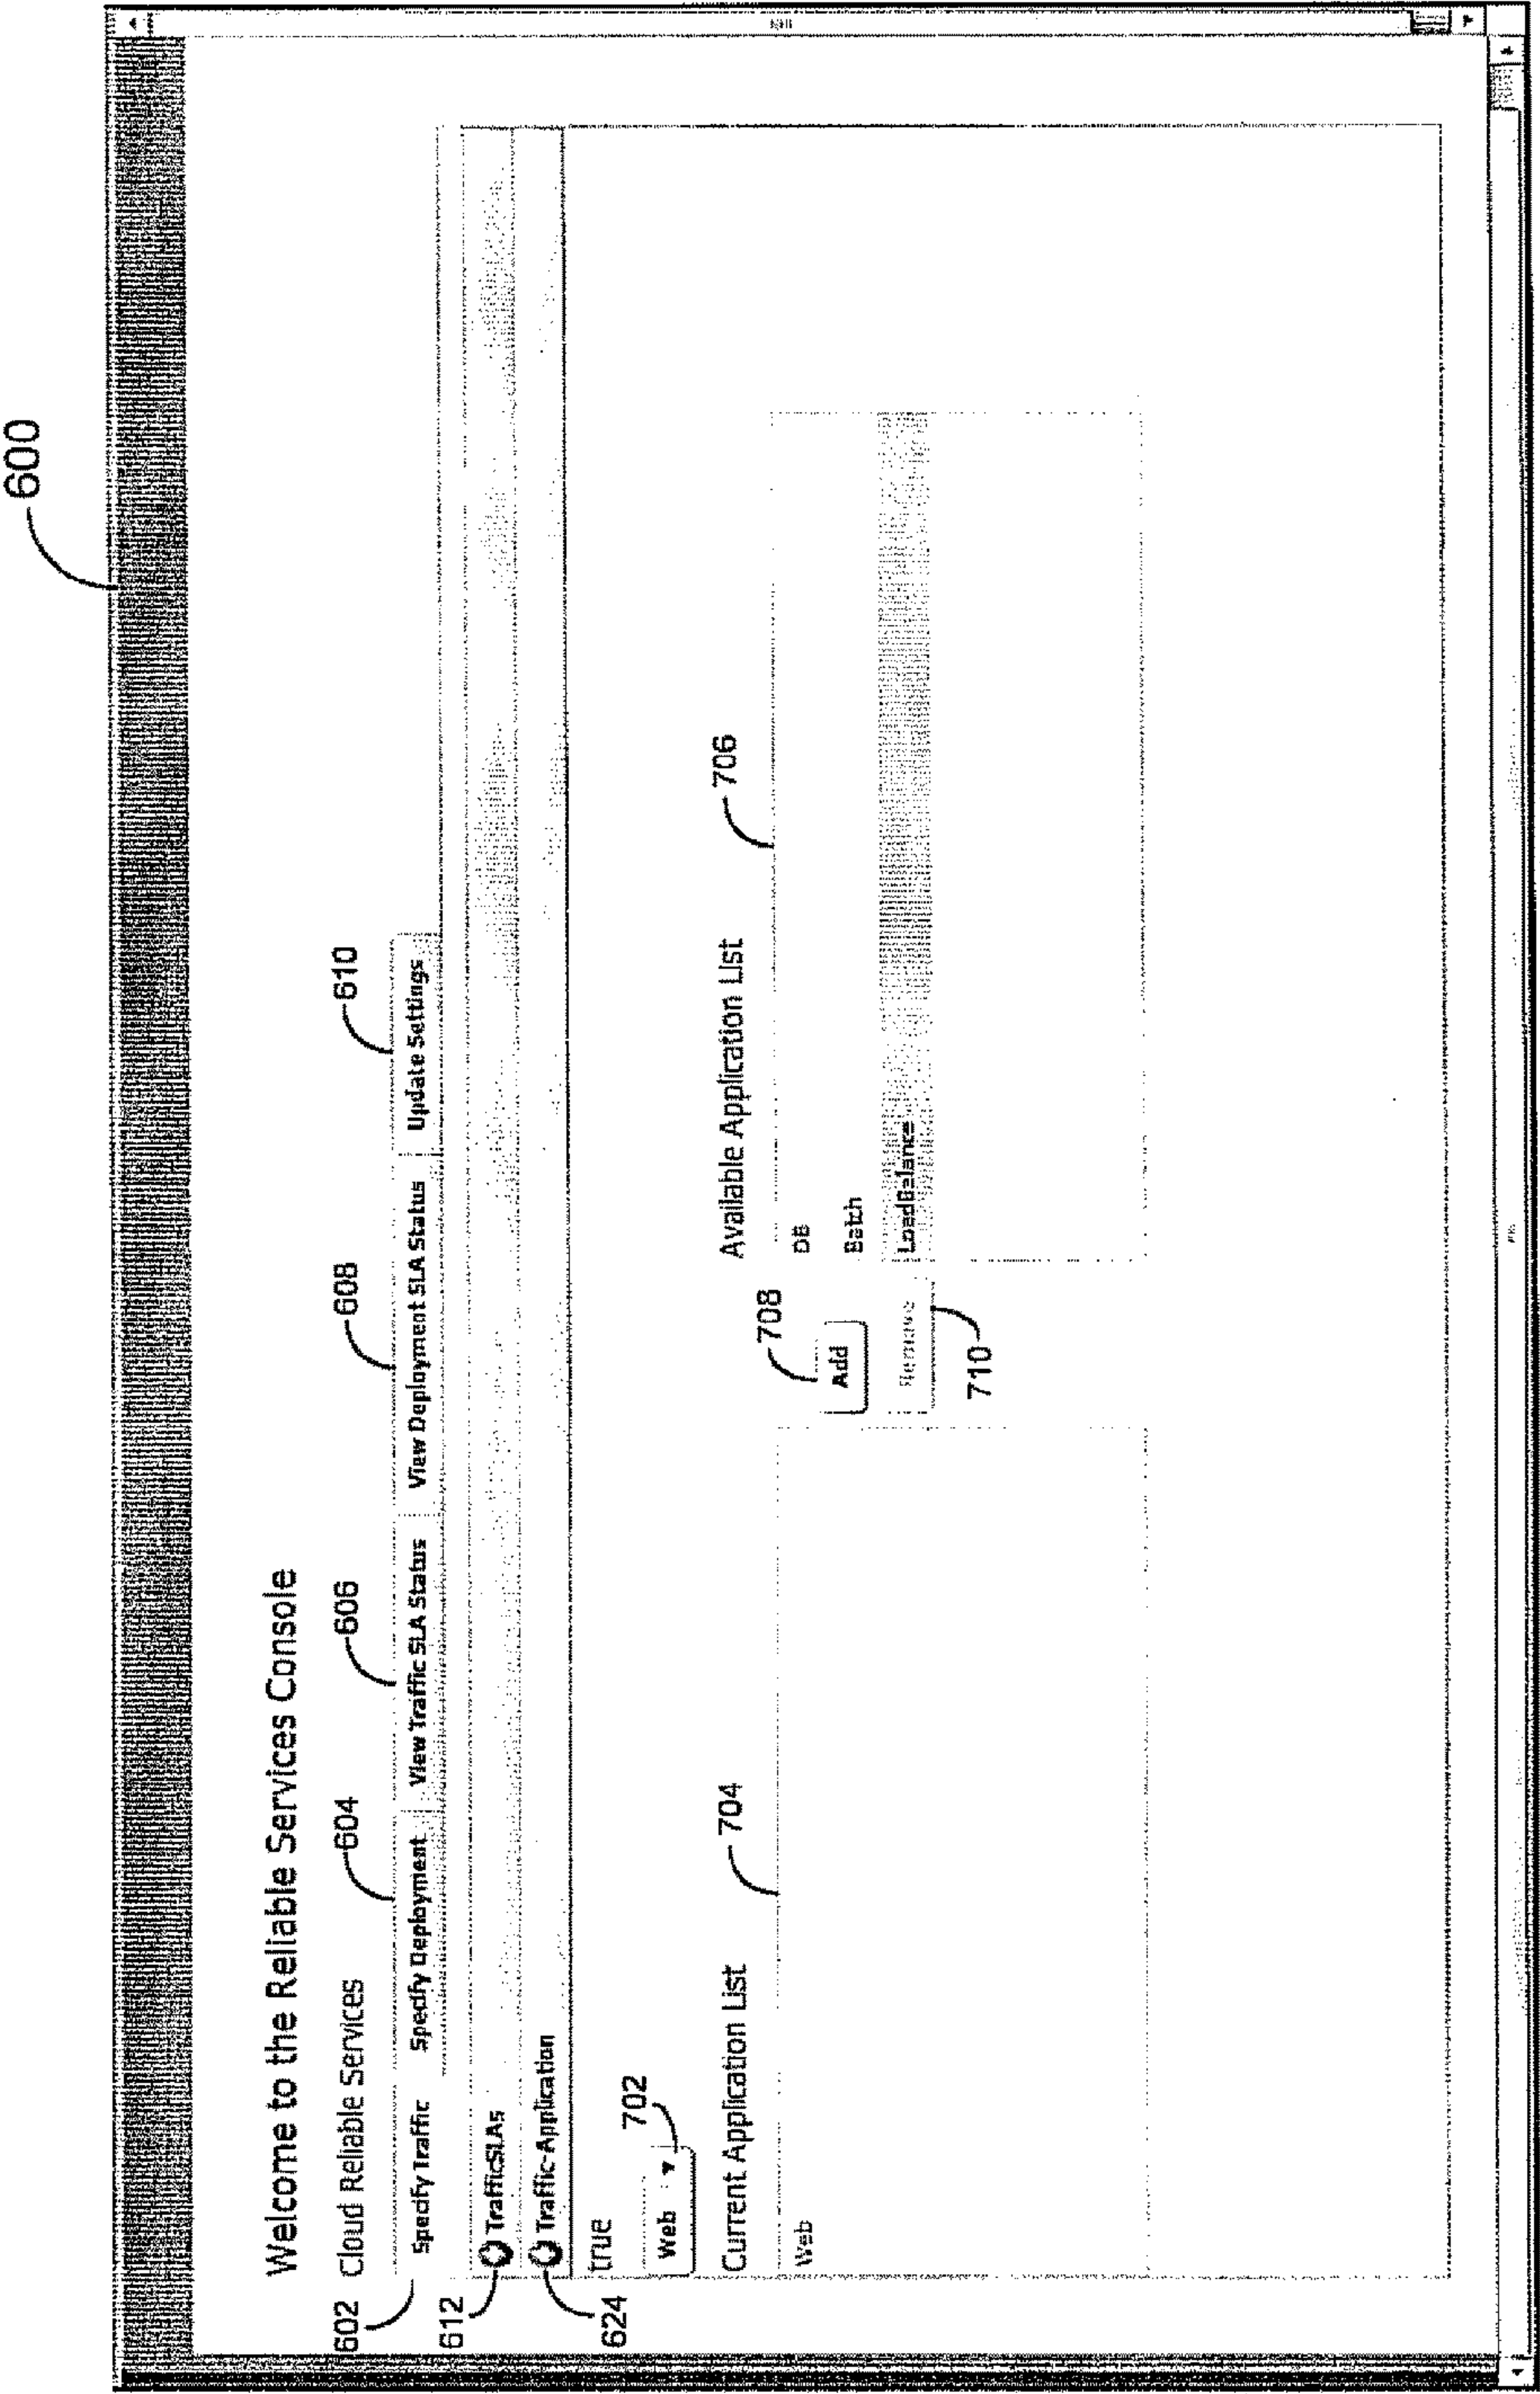 600
Welcome to the Reliable Services Console
Cloud Reliable Services
602
604
606
608
610
Specify Traffic
Specify Deployment
View Traffic SLA Status
View Deployment SLA Status
Update Settings
612
TrafficSLAs
624
Traffic-Application
true
702
Web
Current Application List
704
Web
708
Add
Remove
710
Available Application List
706
DB
Batch
LoadBalance